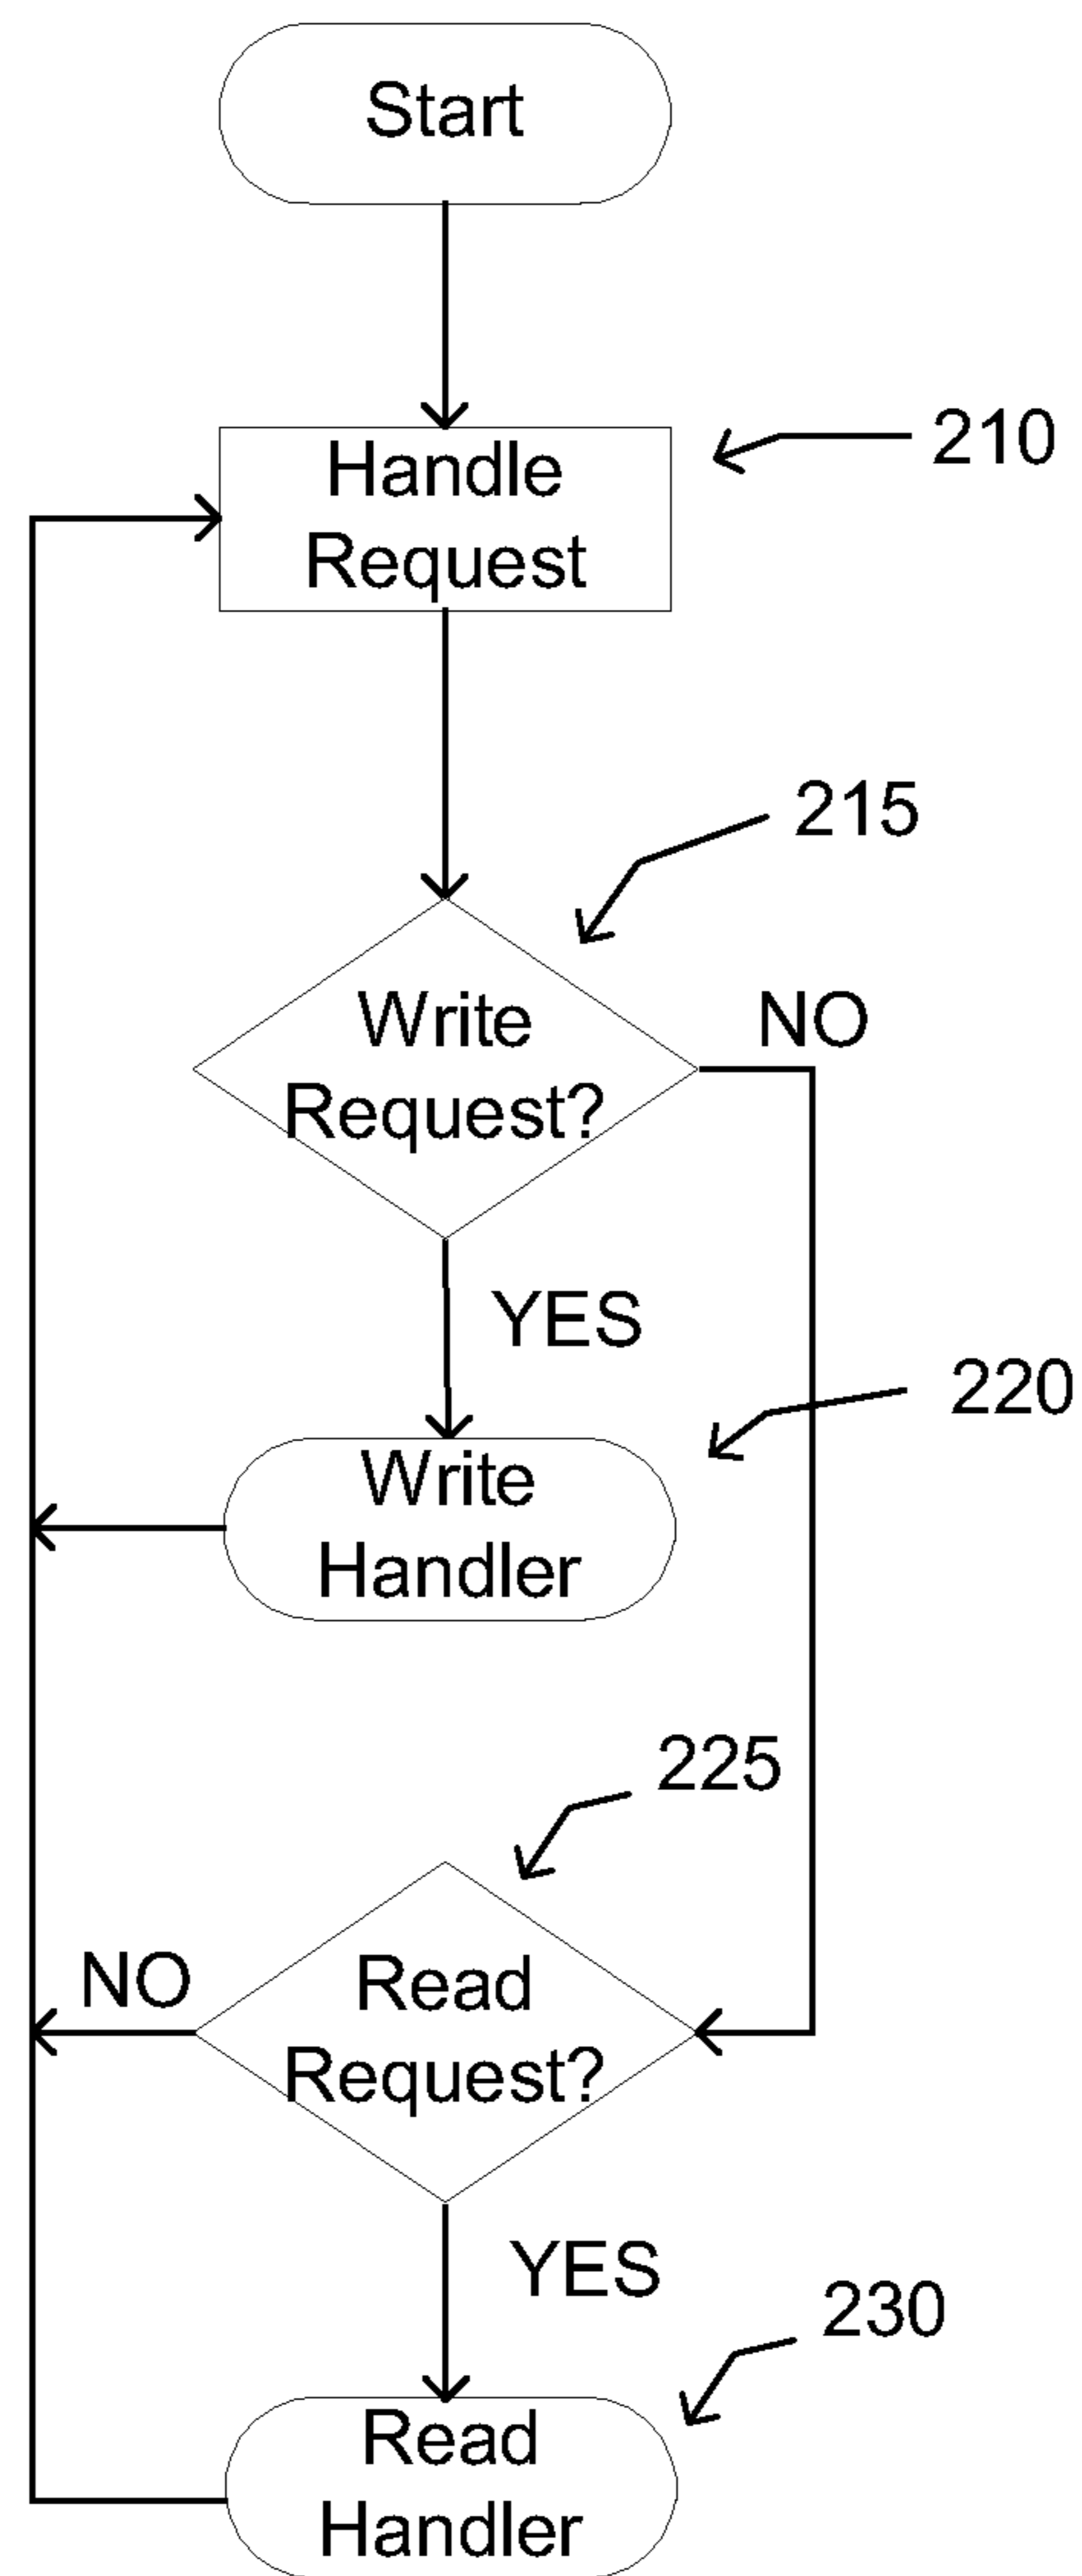 Start
Handle
Request
210
215
Write
Request?
NO
YES
220
Write
Handler
225
NO
Read
Request?
YES
230
Read
Handler